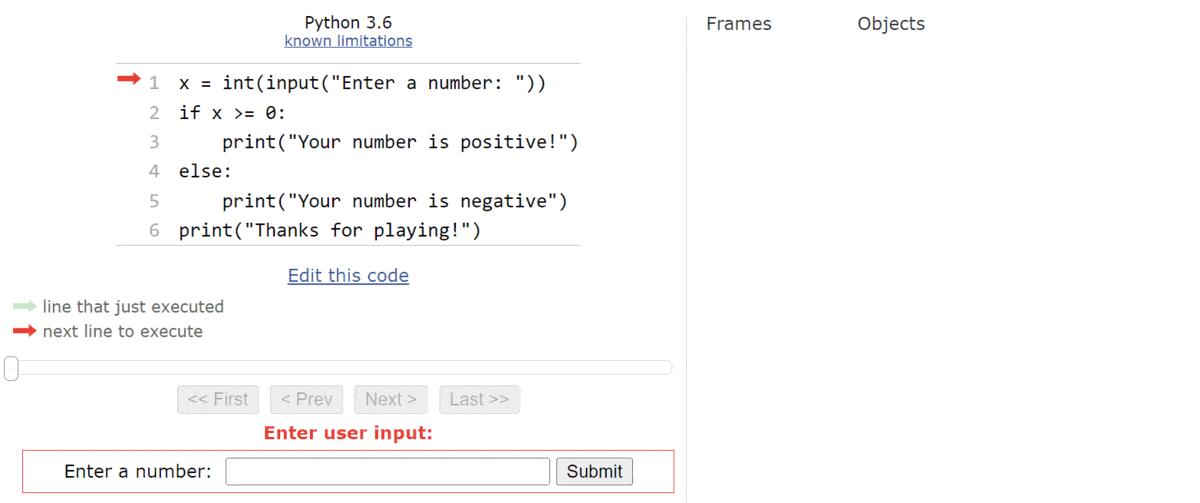 Python 3.6
known limitations
1 x = int(input("Enter a number: "))
2 if x >= 0:
3     print("Your number is positive!")
4 else:
5     print("Your number is negative")
6 print("Thanks for playing!")
Edit this code
line that just executed
next line to execute
<< First < Prev Next > Last >>
Enter user input:
Enter a number: Submit
Frames Objects